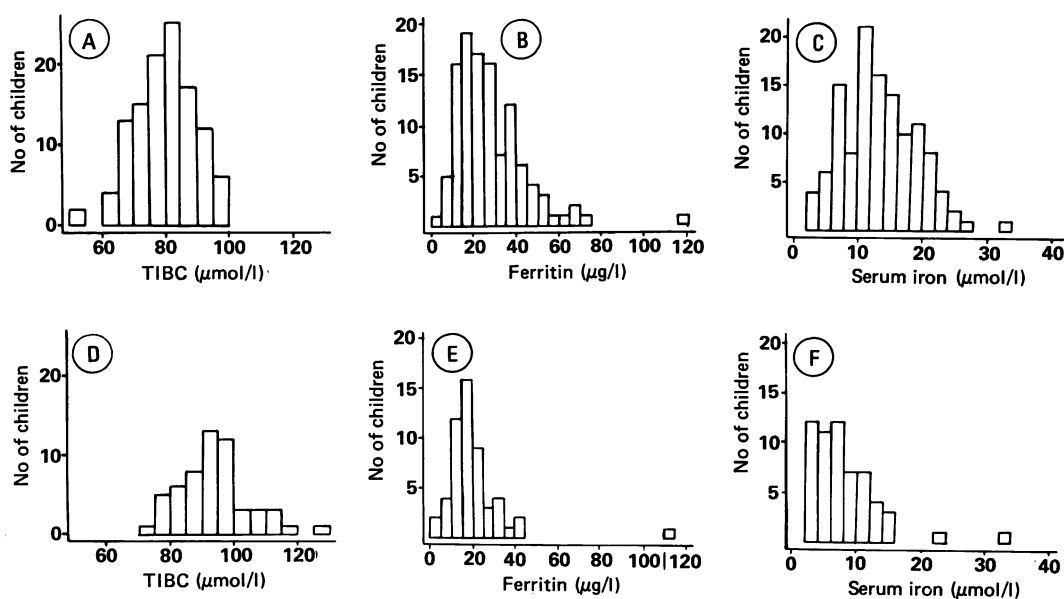 A
B
C
No of children
No of children
No of children
20
10
0
20
15
10
5
20
15
10
5
60 80 100 120
0 20 40 60 80 100 120
0 10 20 30 40
TIBC (μmol/l)
Ferritin (μg/l)
Serum iron (μmol/l)
D
E
F
No of children
No of children
No of children
20
10
0
20
15
10
5
20
15
10
5
60 80 100 120
0 20 40 60 80 100 120
0 10 20 30 40
TIBC (μmol/l)
Ferritin (μg/l)
Serum iron (μmol/l)